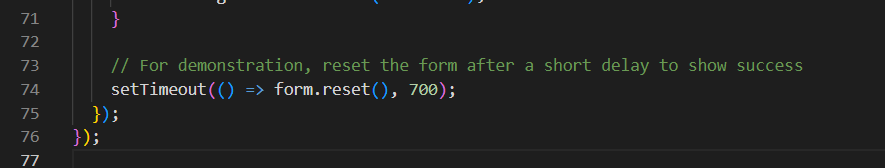 71 }
72
73 // For demonstration, reset the form after a short delay to show success
74 setTimeout(() => form.reset(), 700);
75 });
76 });
77